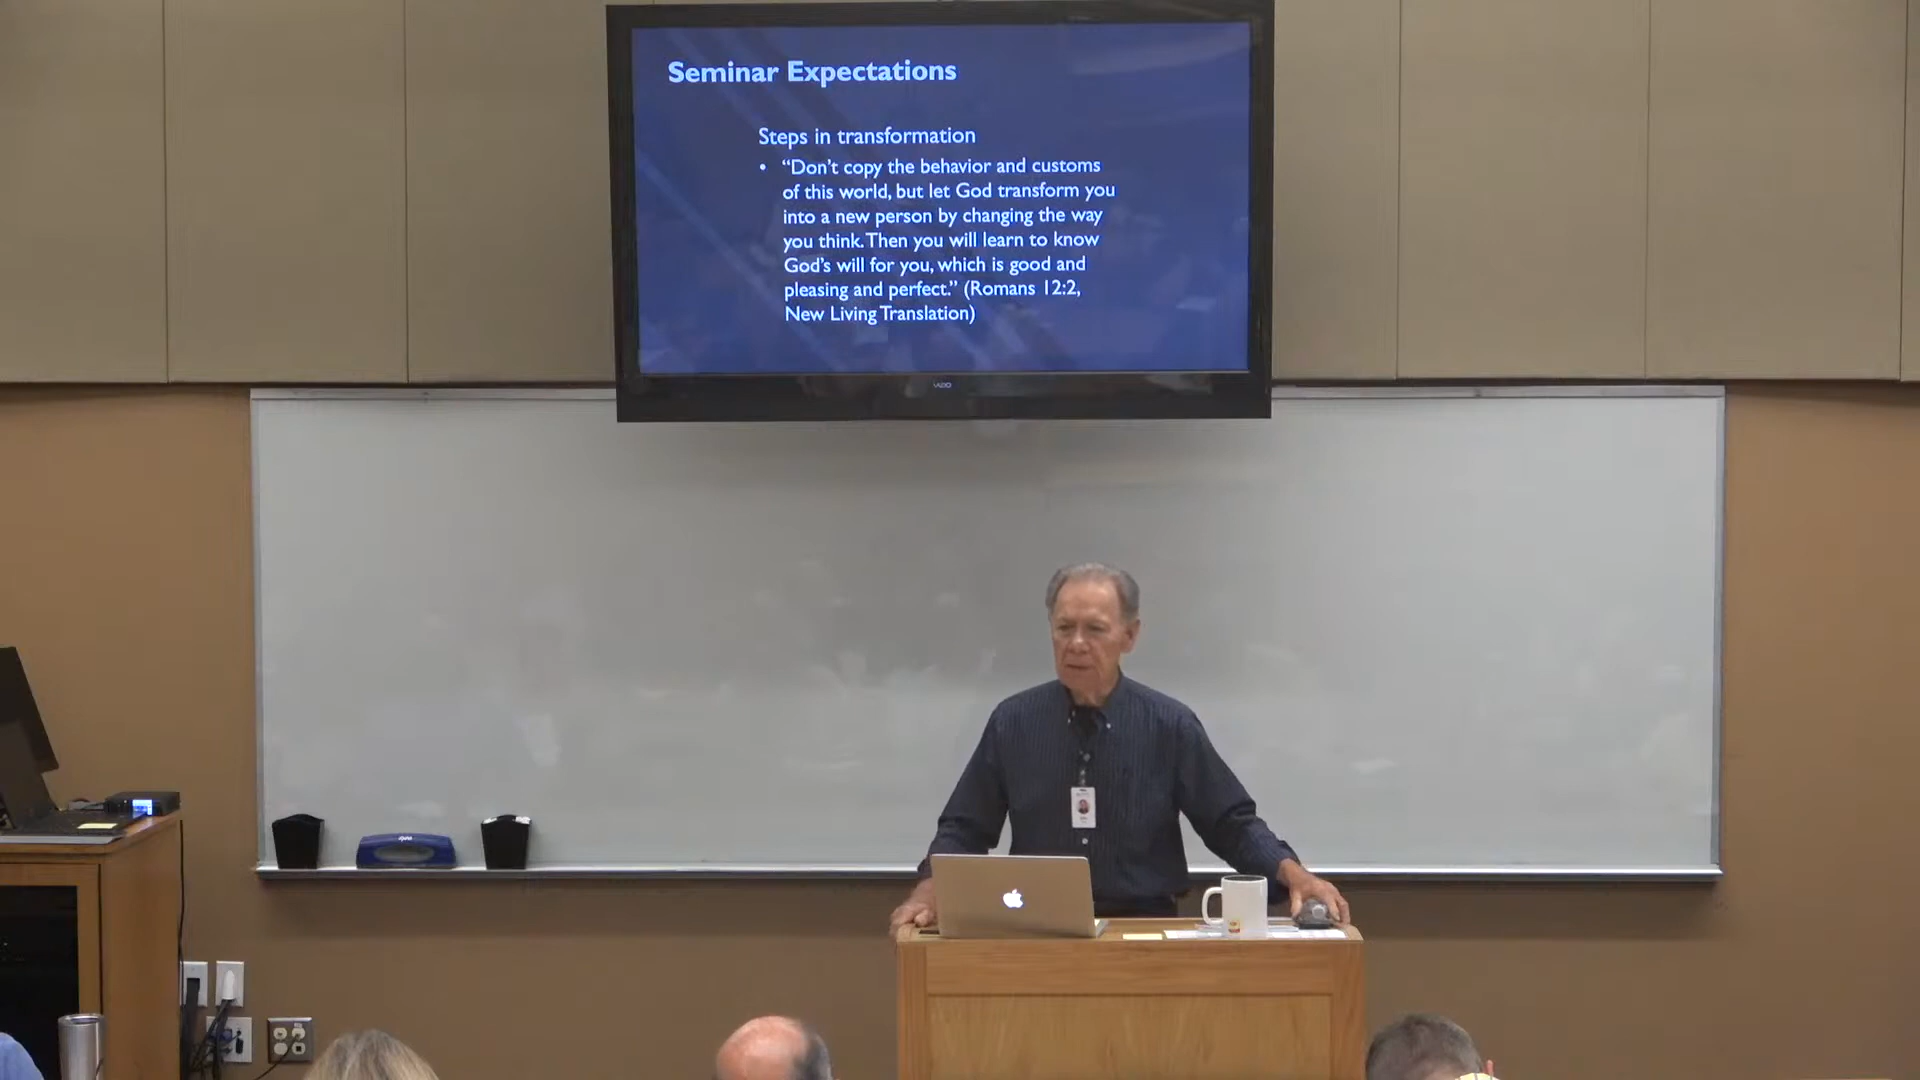 Seminar Expectations
Steps in transformation
• “Don’t copy the behavior and customs
of this world, but let God transform you
into a new person by changing the way
you think. Then you will learn to know
God’s will for you, which is good and
pleasing and perfect.” (Romans 12:2,
New Living Translation)
VIZIO